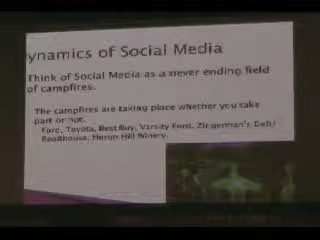 ynamics of Social Media
Think of Social Media as a never ending field
of campfires.
The campfires are taking place whether you take
part or not.
Ford, Toyota, Best Buy, Varsity Ford, Zingerman's Deli/
Roadhouse, Heron Hill Winery.